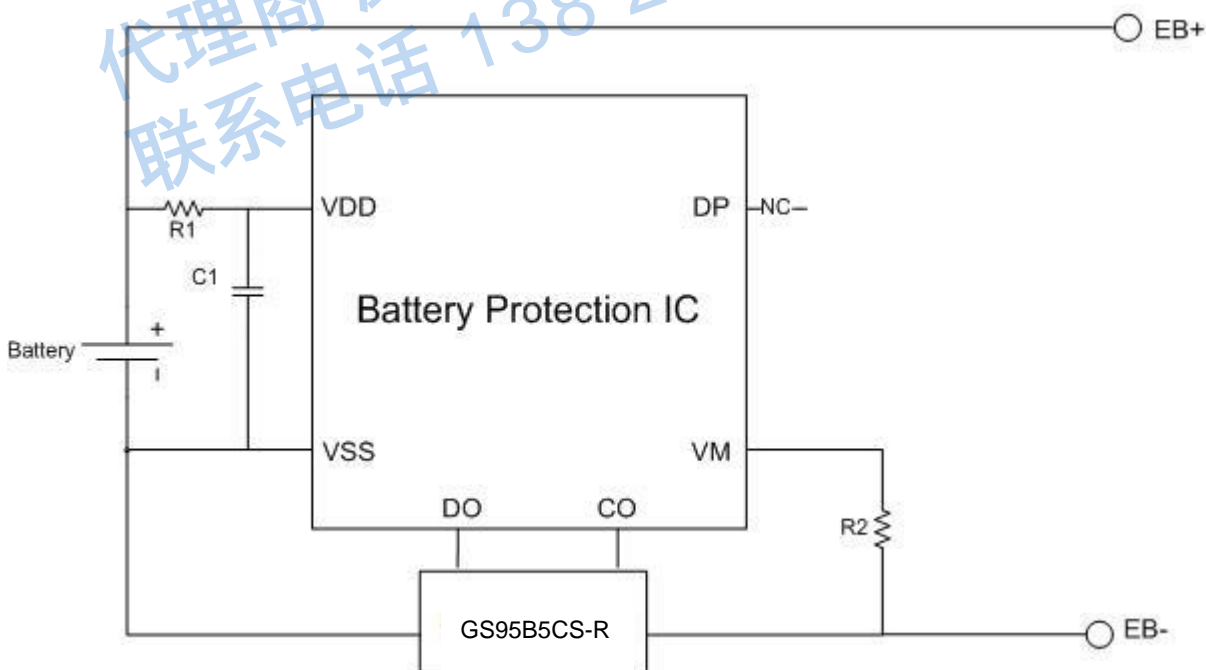 代理商
联系电话 138 2
EB+
VDD
DP
NC
R1
C1
Battery Protection IC
+
Battery
-
VSS
VM
DO
CO
R2
GS95B5CS-R
EB-